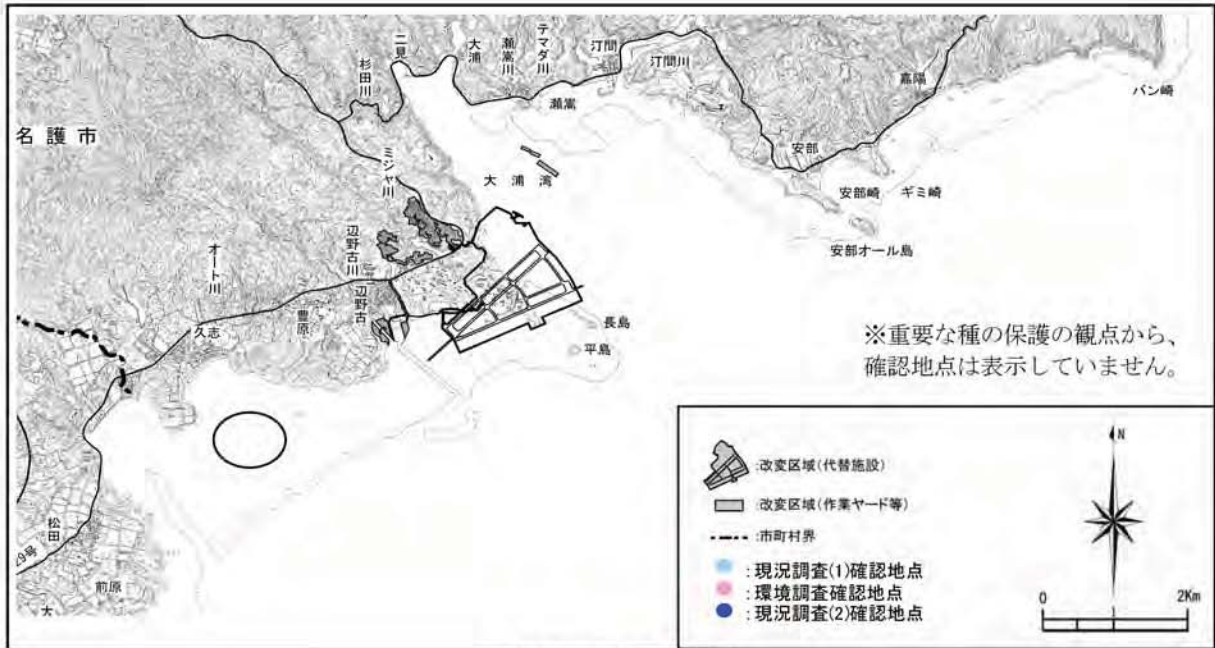 二見
大浦
瀬嵩川
テマダ川
汀間
汀間川
杉田川
瀬嵩
嘉陽
バン崎
名護市
安部
ミジャ川
大浦湾
安部崎
ギミ崎
安部オール島
オート川
辺野古川
辺野古
豊原
久志
長島
平島
※重要な種の保護の観点から、
確認地点は表示していません。
松田
29号
前原
:改変区域(代替施設)
:改変区域(作業ヤード等)
:市町村界
:現況調査(1)確認地点
:環境調査確認地点
:現況調査(2)確認地点
N
0 2Km